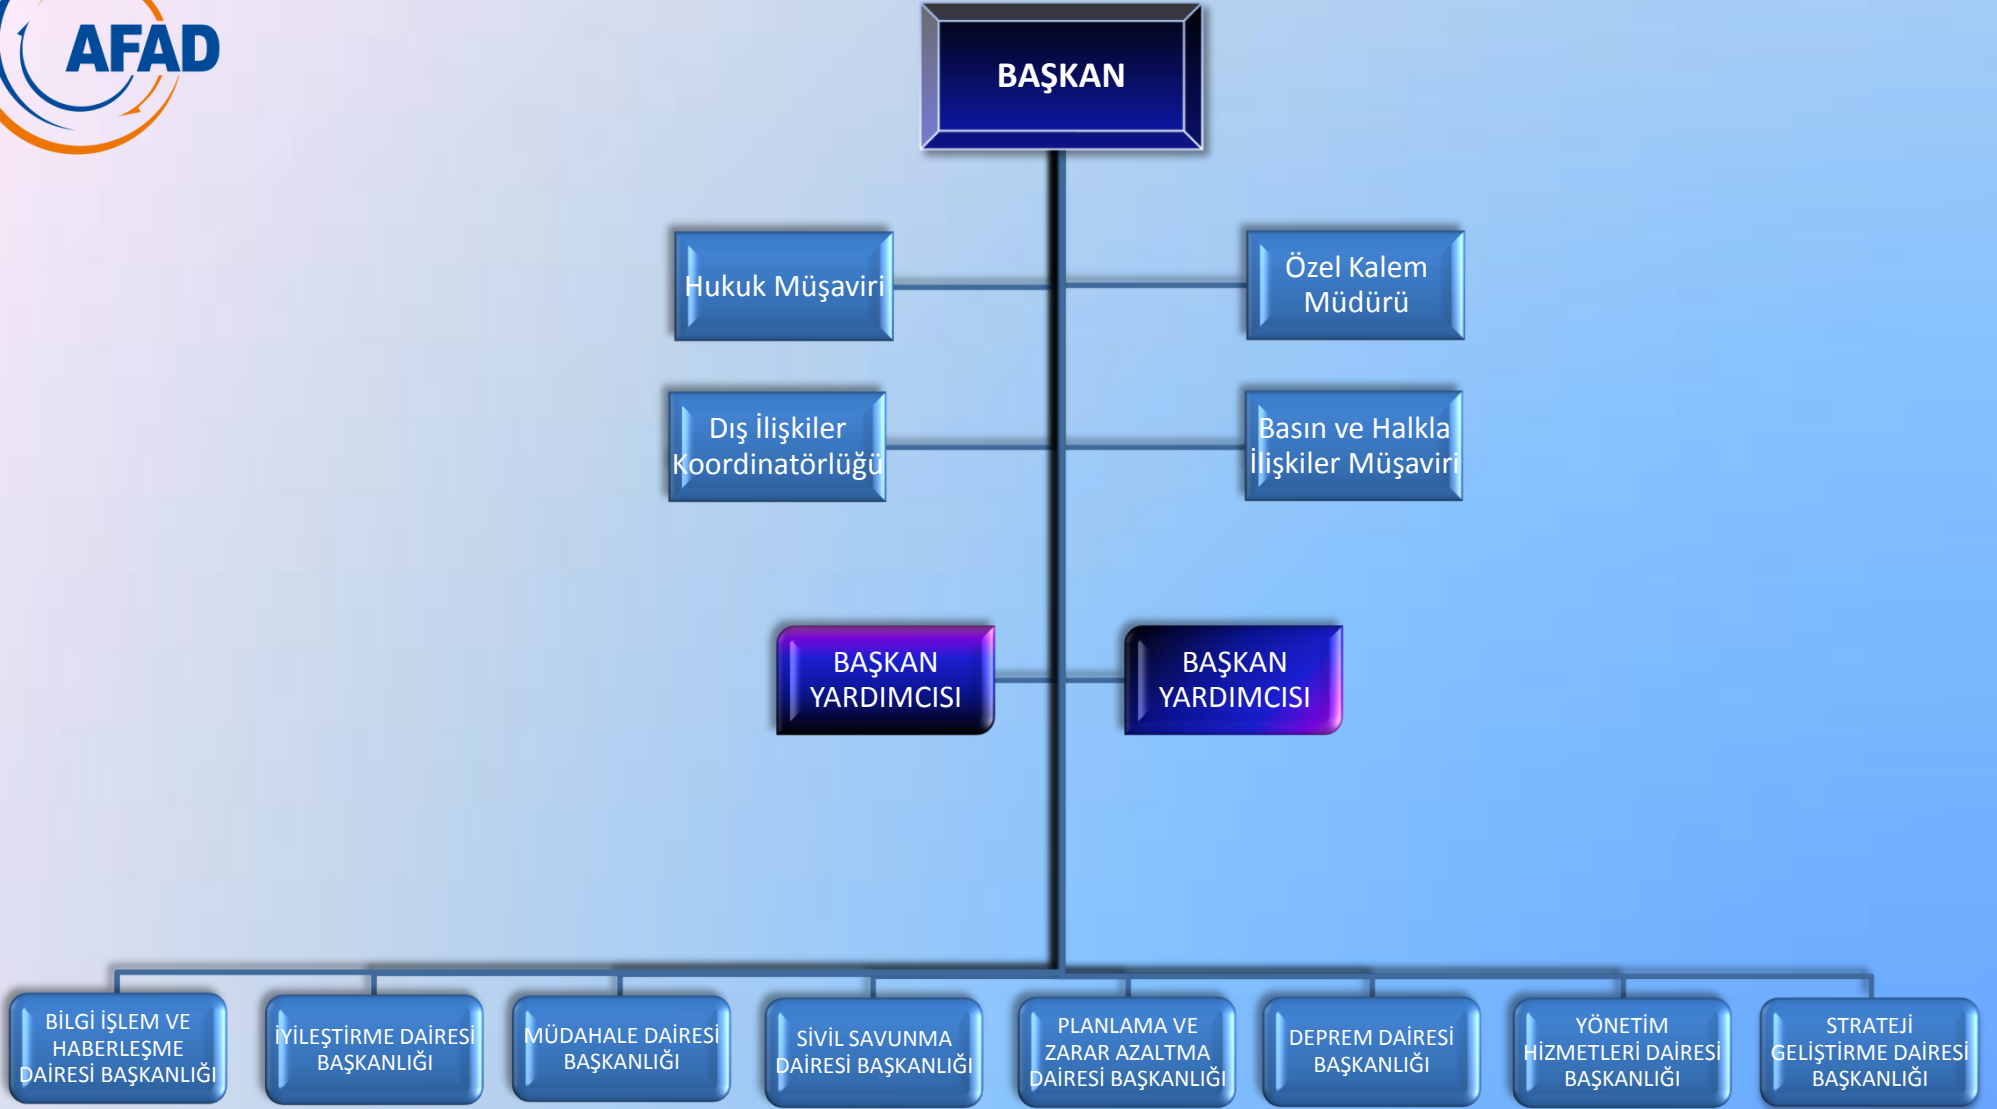 AFAD
BAŞKAN
Hukuk Müşaviri
Özel Kalem
Müdürü
Dış İlişkiler
Koordinatörlüğü
Basın ve Halkla
İlişkiler Müşaviri
BAŞKAN
YARDIMCISI
BAŞKAN
YARDIMCISI
BİLGİ İŞLEM VE
HABERLEŞME
DAİRESİ BAŞKANLIĞI
İYİLEŞTİRME DAİRESİ
BAŞKANLIĞI
MÜDAHALE DAİRESİ
BAŞKANLIĞI
SİVİL SAVUNMA
DAİRESİ BAŞKANLIĞI
PLANLAMA VE
ZARAR AZALTMA
DAİRESİ BAŞKANLIĞI
DEPREM DAİRESİ
BAŞKANLIĞI
YÖNETİM
HİZMETLERİ DAİRESİ
BAŞKANLIĞI
STRATEJİ
GELİŞTİRME DAİRESİ
BAŞKANLIĞI